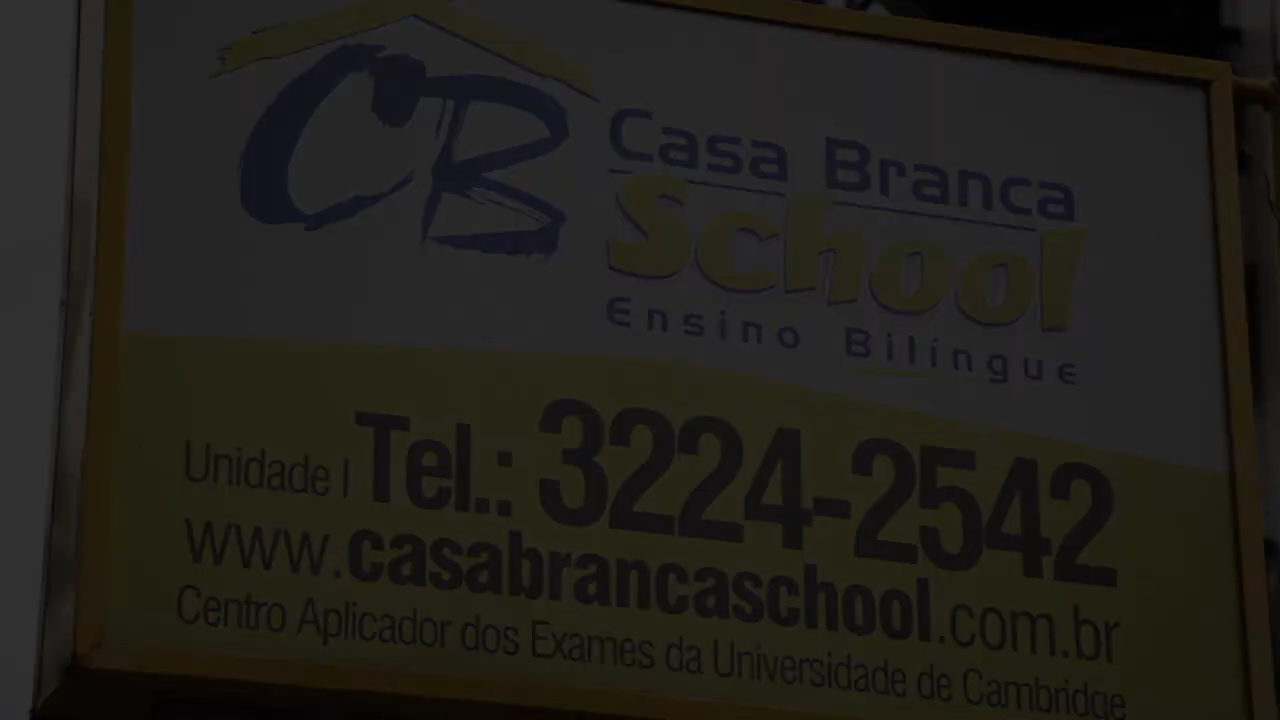 CB
Casa Branca
School
Ensino Bilíngue
Unidade I Tel.: 3224-2542
www.casabrancaschool.com.br
Centro Aplicador dos Exames da Universidade de Cambridge